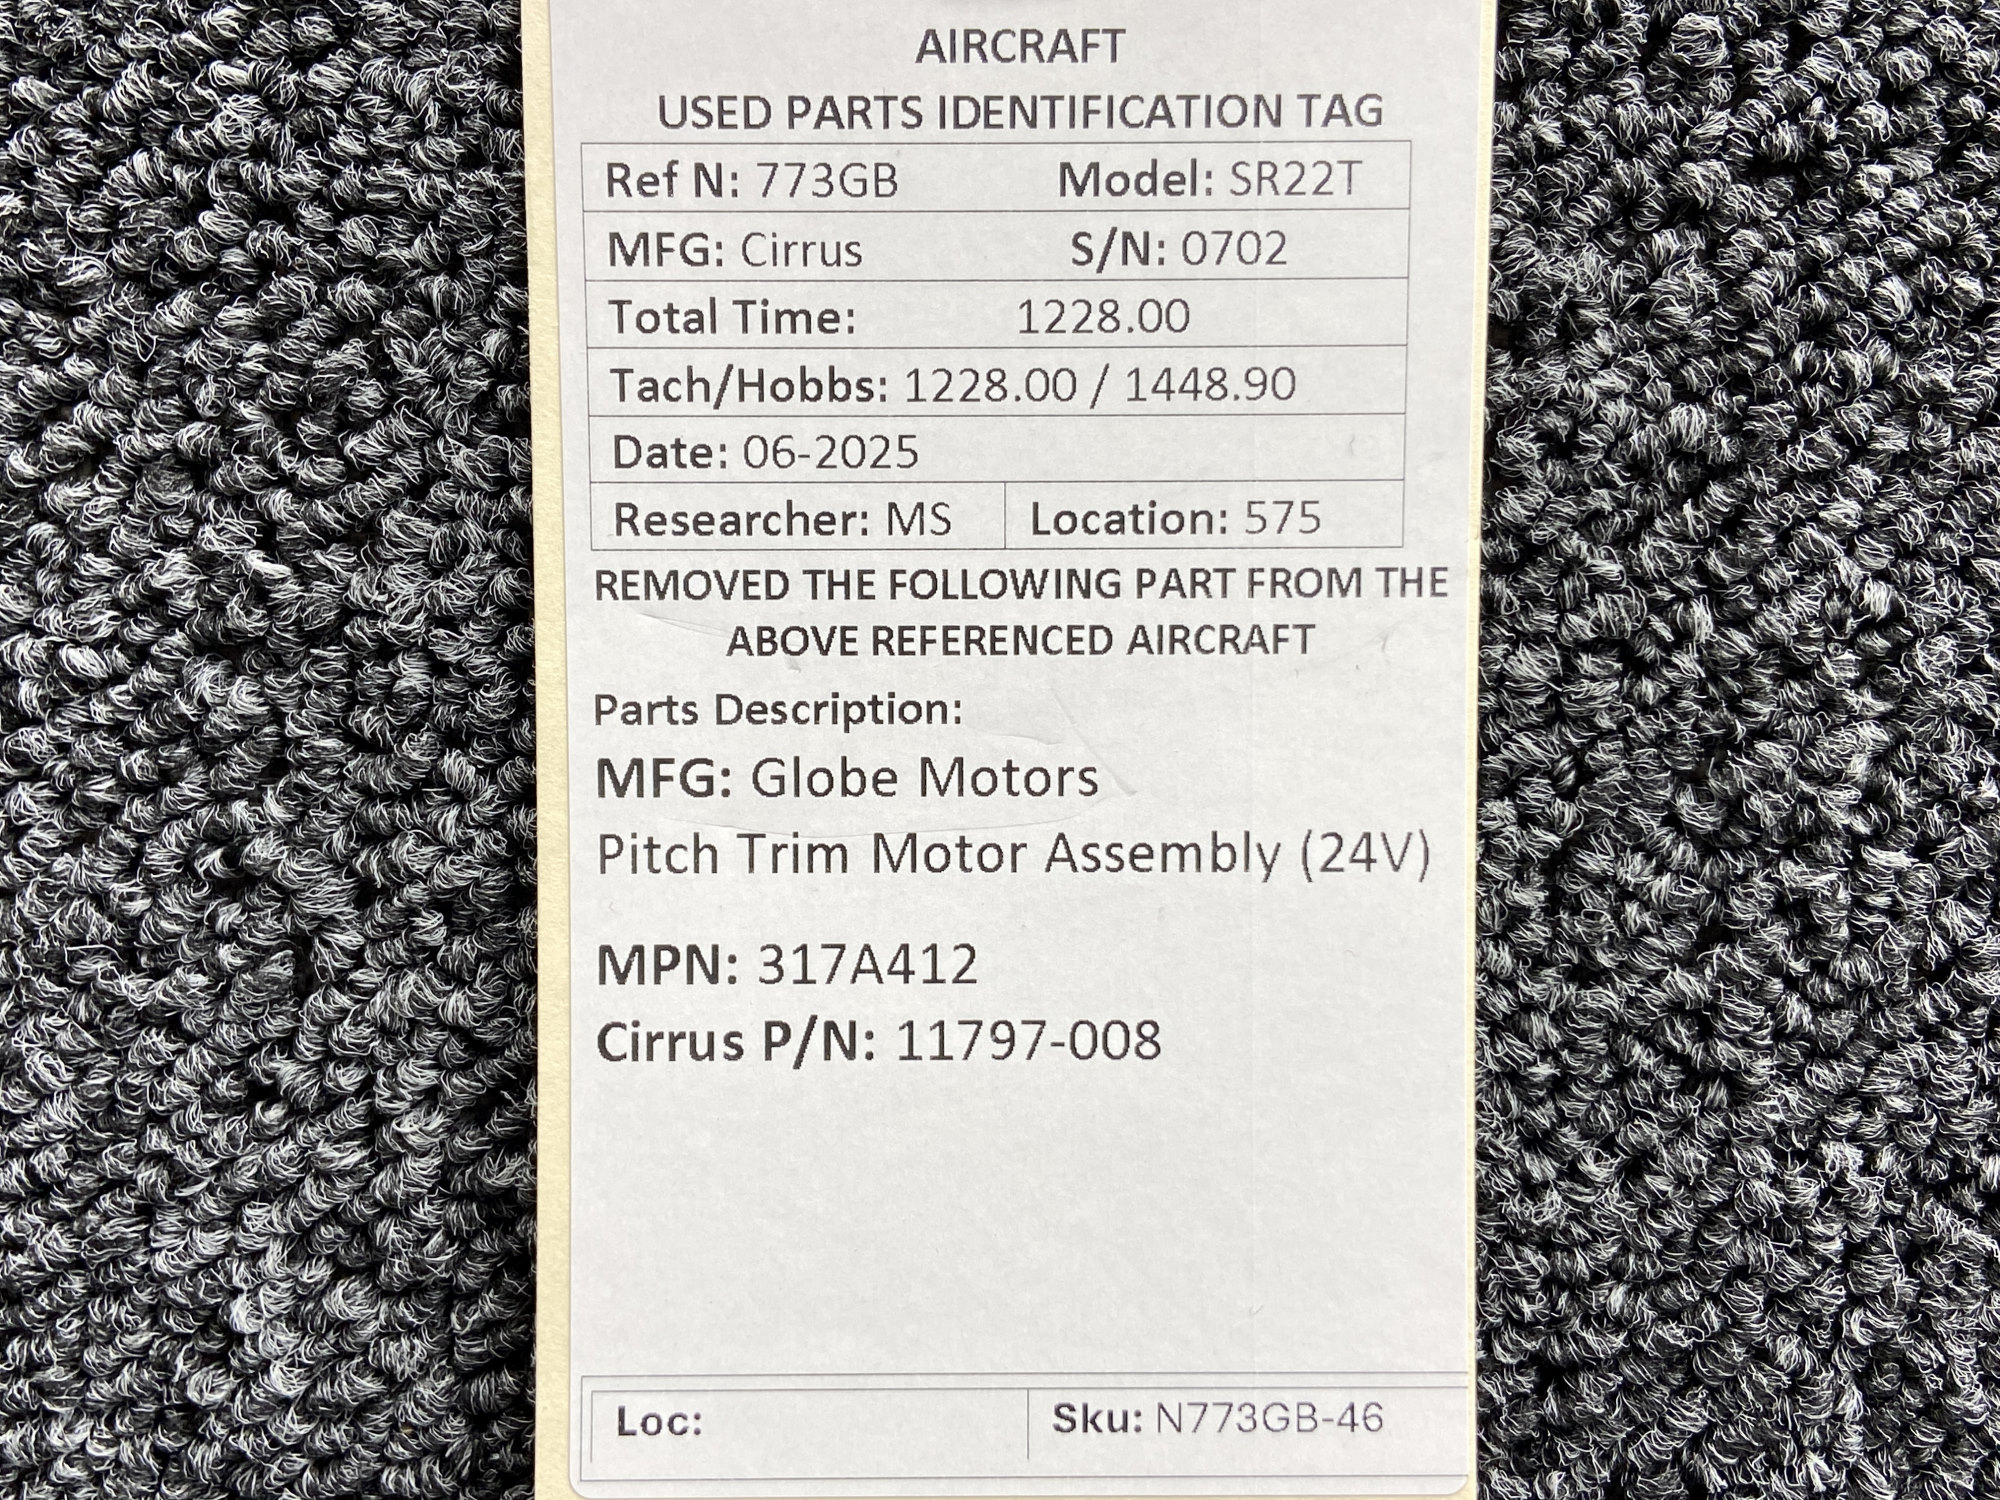 AIRCRAFT
USED PARTS IDENTIFICATION TAG
Ref N: 773GB Model: SR22T
MFG: Cirrus S/N: 0702
Total Time: 1228.00
Tach/Hobbs: 1228.00 / 1448.90
Date: 06-2025
Researcher: MS Location: 575
REMOVED THE FOLLOWING PART FROM THE
ABOVE REFERENCED AIRCRAFT
Parts Description:
MFG: Globe Motors
Pitch Trim Motor Assembly (24V)
MPN: 317A412
Cirrus P/N: 11797-008
Loc: Sku: N773GB-46